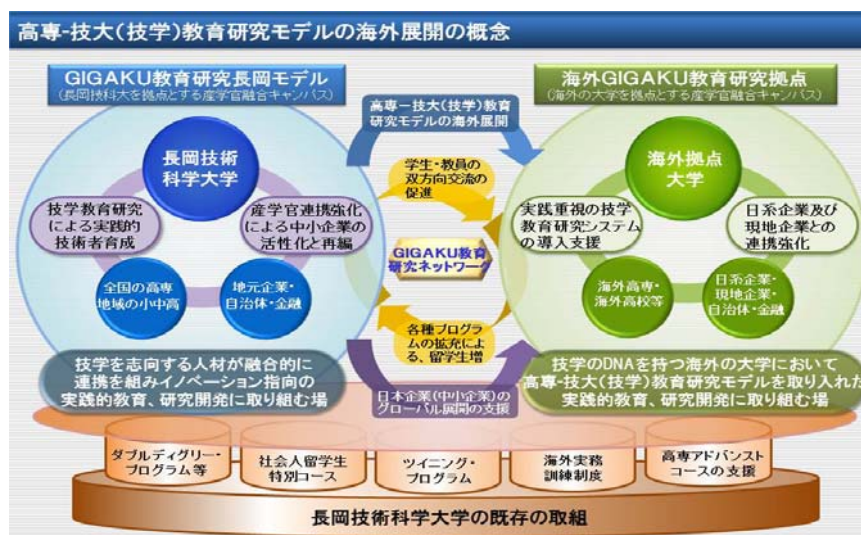 高専-技大(技学)教育研究モデルの海外展開の概念
GIGAKU教育研究長岡モデル
(長岡技科大を拠点とする産学官融合キャンパス)
長岡技術
科学大学
技学教育研究
による実践的
技術者育成
産学官連携強化
による中小企業の
活性化と再編
全国の高専
地域の小中高
地元企業・
自治体・金融
技学を志向する人材が融合的に
連携を組みイノベーション指向の
実践的教育、研究開発に取り組む場
高専-技大(技学)教育
研究モデルの海外展開
学生・教員の
双方向交流の
促進
GIGAKU教育
研究ネットワーク
各種プログラ
ムの拡充によ
る、留学生増
日本企業(中小企業)の
グローバル展開の支援
海外GIGAKU教育研究拠点
(海外の大学を拠点とする産学官融合キャンパス)
海外拠点
大学
実践重視の技学
教育研究システム
の導入支援
日系企業及び
現地企業との
連携強化
海外高専・
海外高校等
日系企業・
現地企業・
自治体・金融
技学のDNAを持つ海外の大学において
高専-技大(技学)教育研究モデルを取り入れた
実践的教育、研究開発に取り組む場
ダブルディグリー・
プログラム等
社会人留学生
特別コース
ツイニング・
プログラム
海外実務
訓練制度
高専アドバンスト
コースの支援
長岡技術科学大学の既存の取組